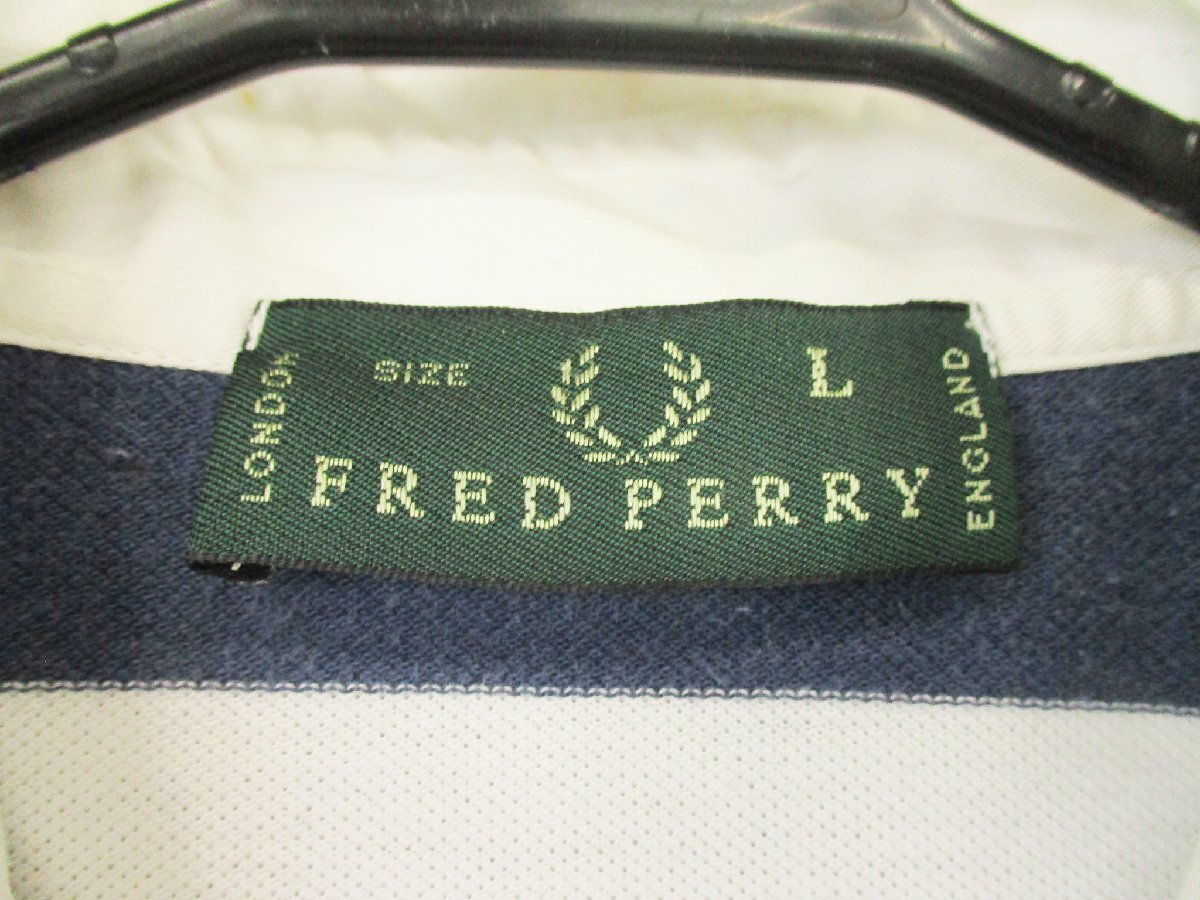 LONDON
SIZE L
FRED PERRY
ENGLAND